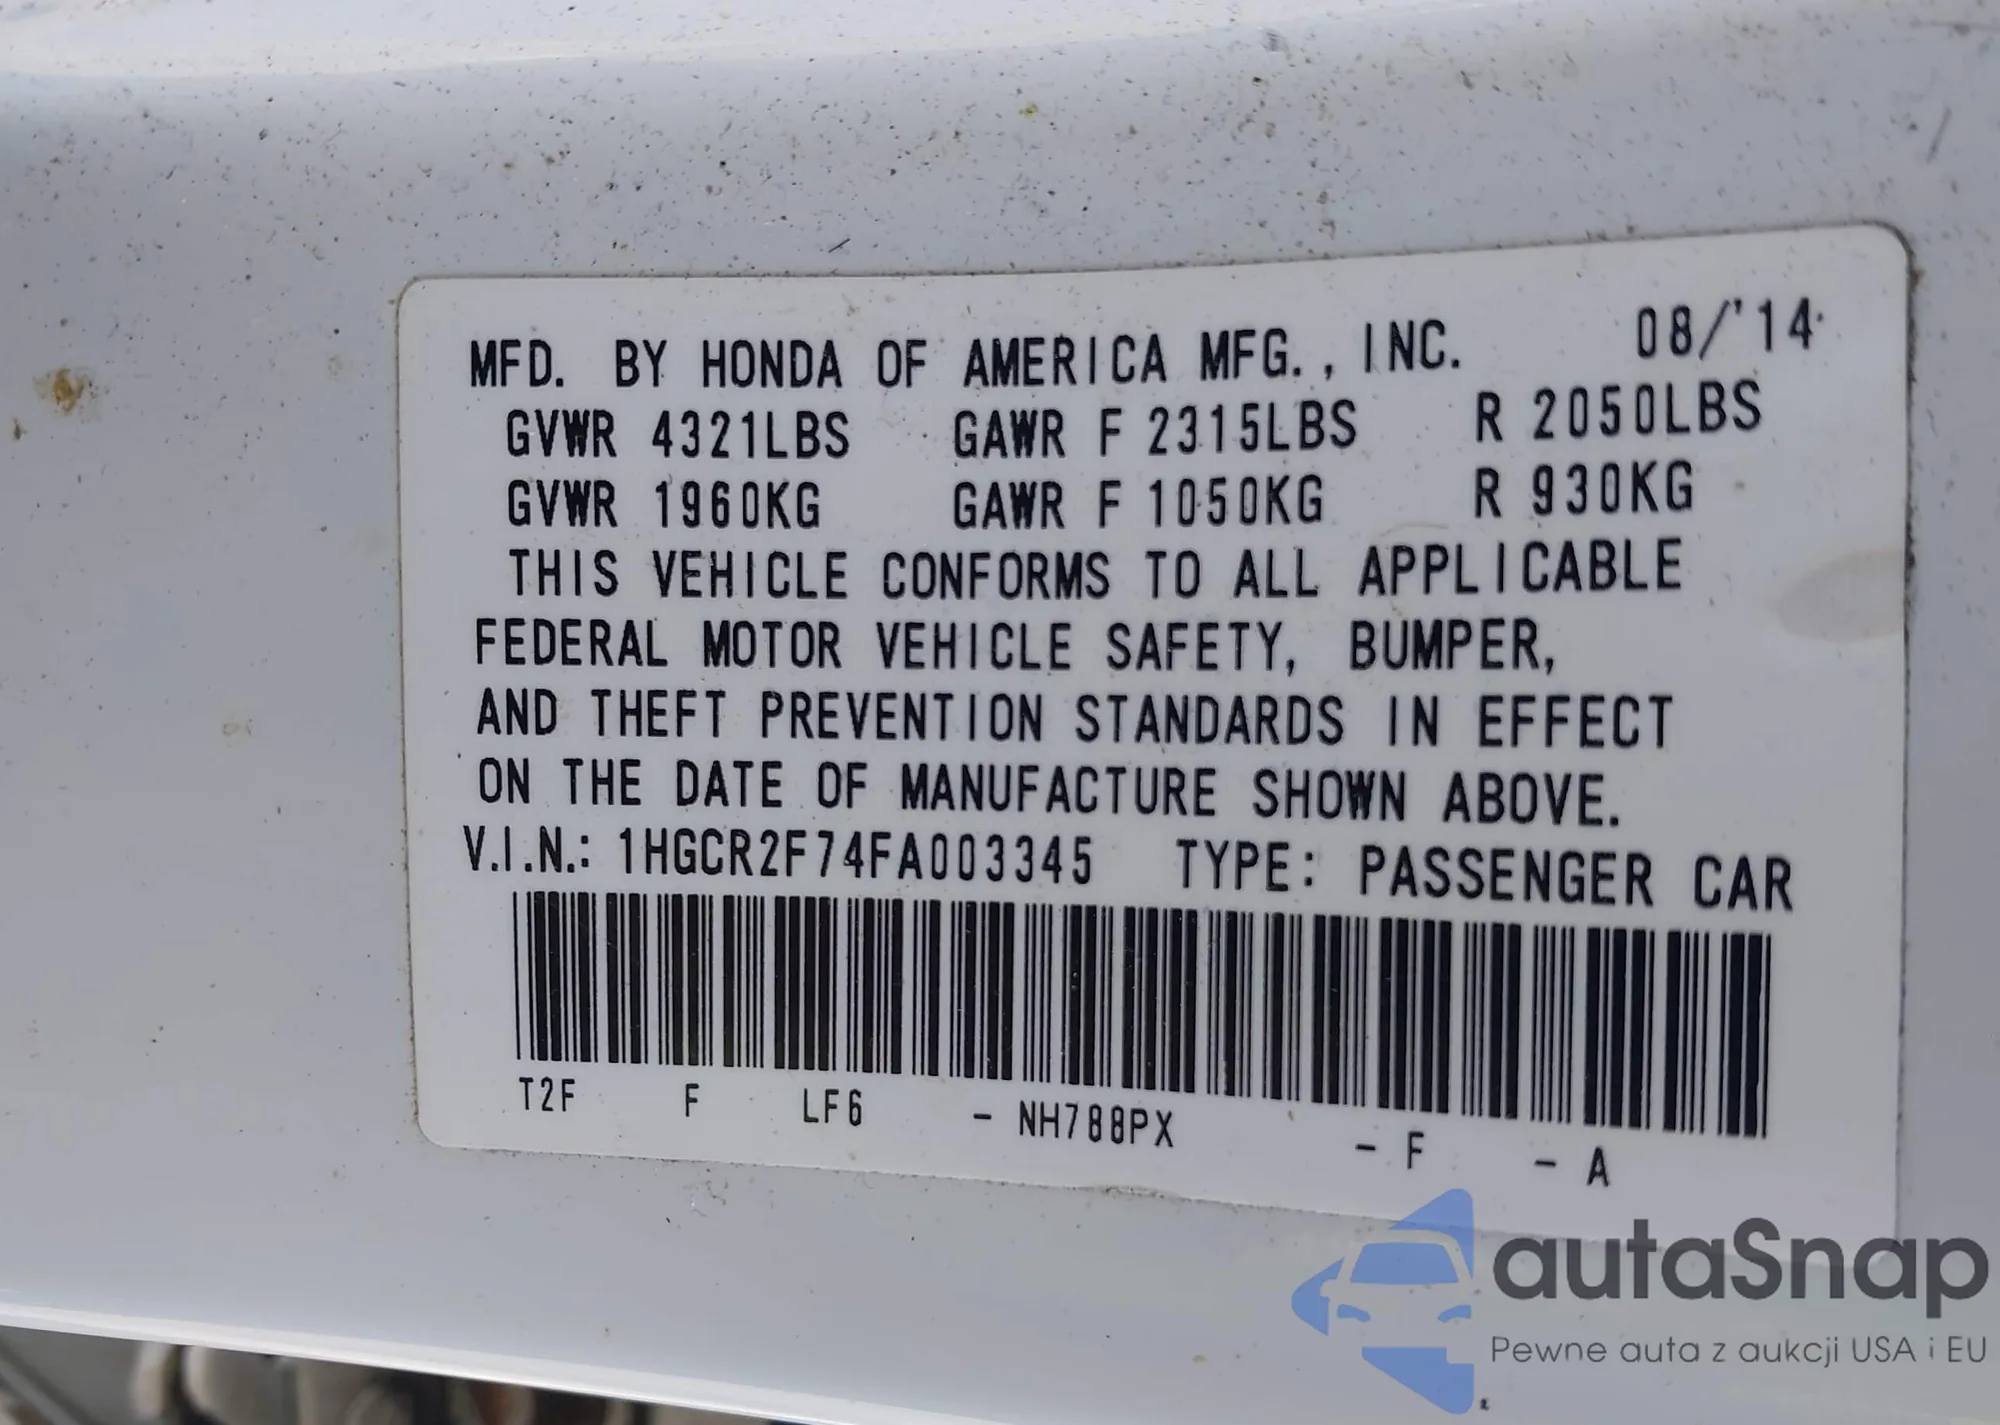 MFD. BY HONDA OF AMERICA MFG., INC. 08/'14
GVWR 4321LBS GAWR F 2315LBS R 2050LBS
GVWR 1960KG GAWR F 1050KG R 930KG
THIS VEHICLE CONFORMS TO ALL APPLICABLE
FEDERAL MOTOR VEHICLE SAFETY, BUMPER,
AND THEFT PREVENTION STANDARDS IN EFFECT
ON THE DATE OF MANUFACTURE SHOWN ABOVE.
V.I.N.: 1HGCR2F74FA003345 TYPE: PASSENGER CAR
T2F F LF6 - NH788PX - F - A
autaSnap
Pewne auta z aukcji USA i EU